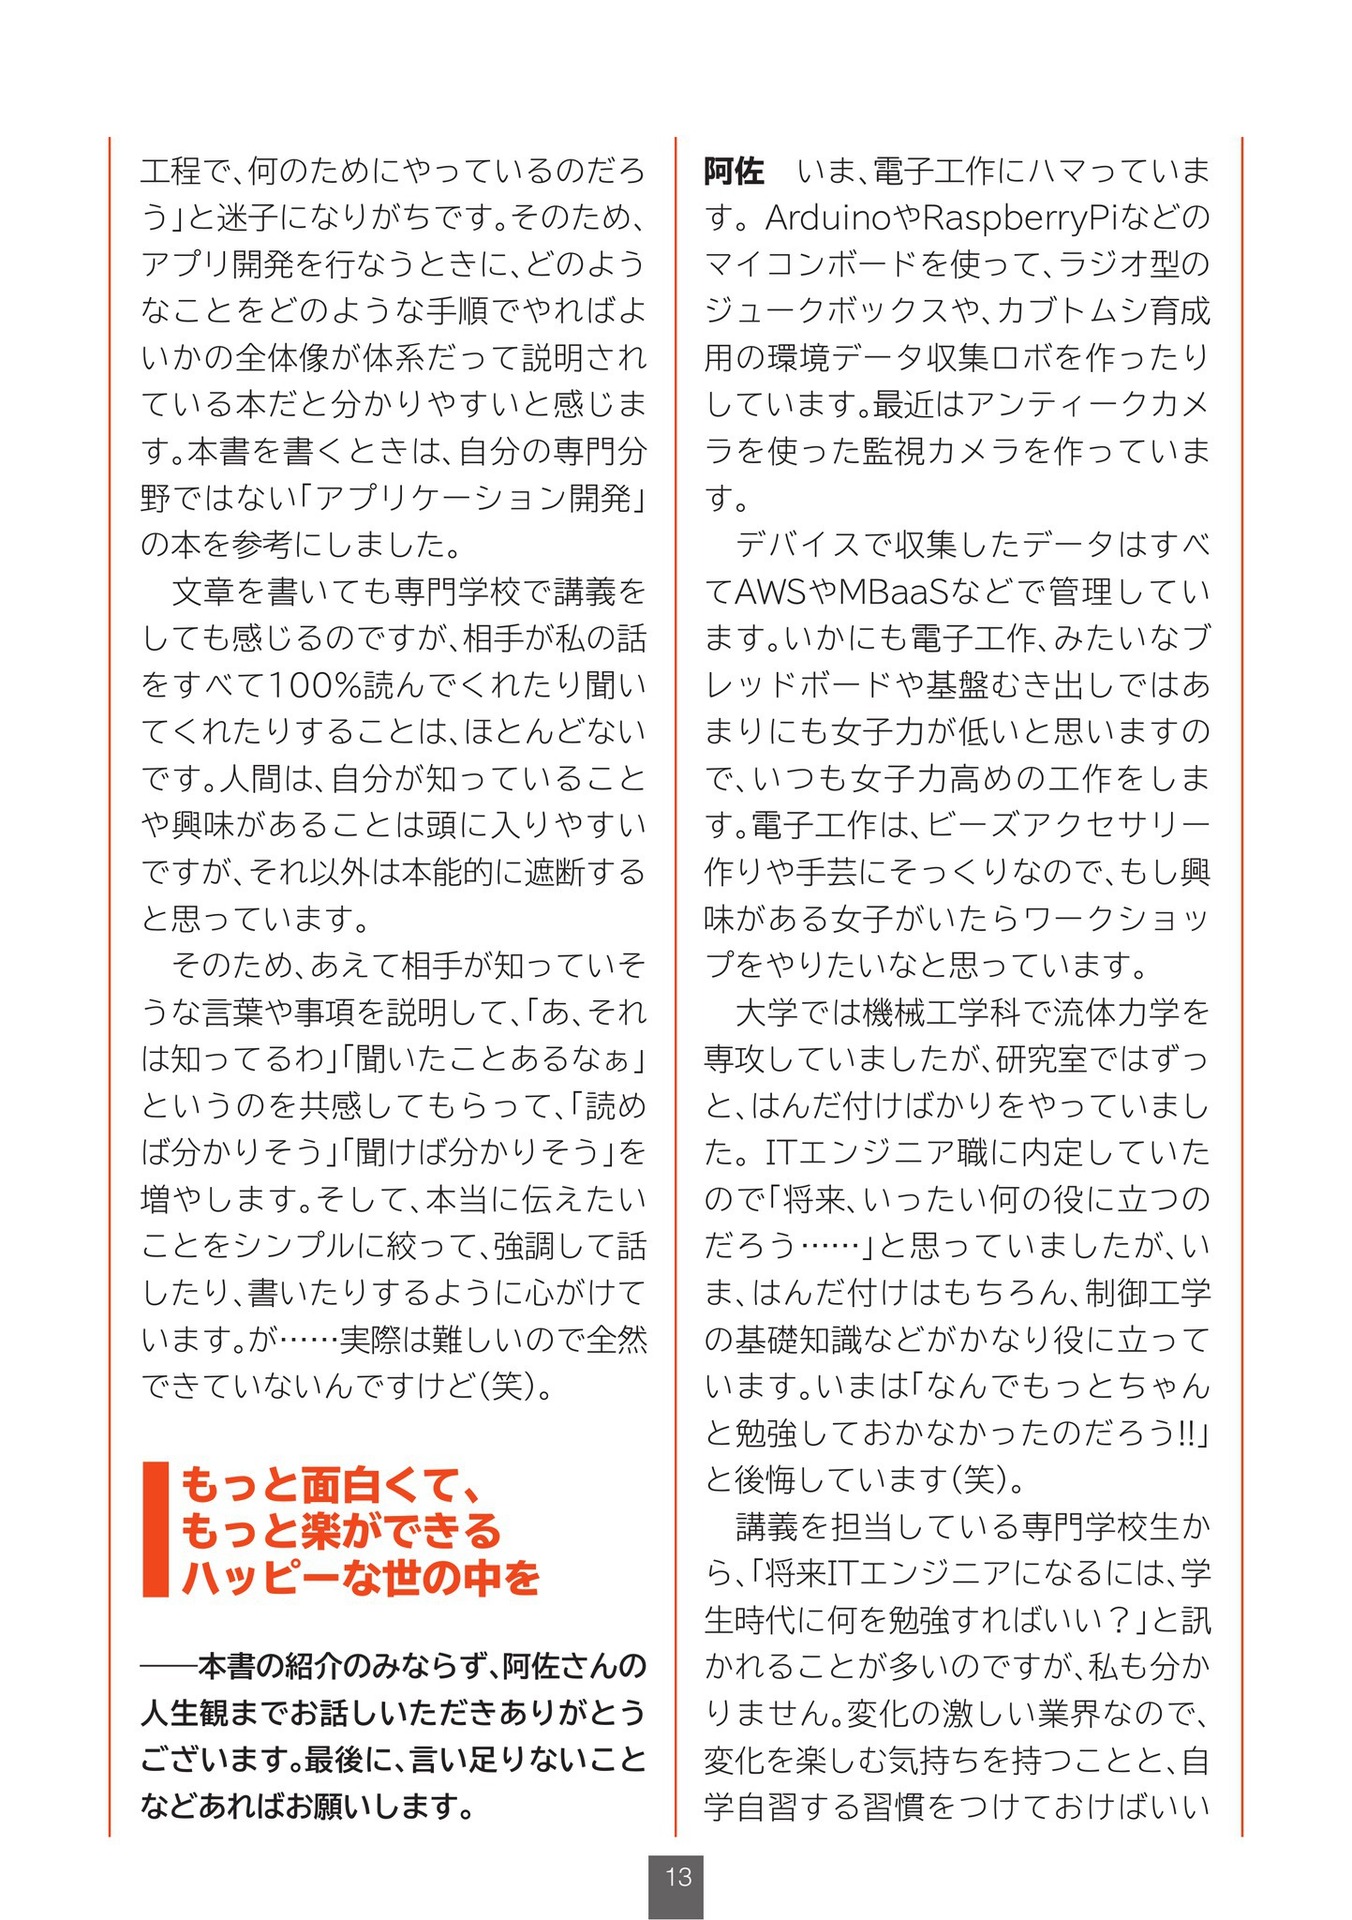 工程で、何のためにやっているのだろ
う」と迷子になりがちです。そのため、
アプリ開発を行なうときに、どのよう
なことをどのような手順でやればよ
いかの全体像が体系だって説明され
ている本だと分かりやすいと感じま
す。本書を書くときは、自分の専門分
野ではない「アプリケーション開発」
の本を参考にしました。
　文章を書いても専門学校で講義を
しても感じるのですが、相手が私の話
をすべて100%読んでくれたり聞い
てくれたりすることは、ほとんどない
です。人間は、自分が知っていること
や興味があることは頭に入りやすい
ですが、それ以外は本能的に遮断する
と思っています。
　そのため、あえて相手が知っていそ
うな言葉や事項を説明して、「あ、それ
は知ってるわ」「聞いたことあるなぁ」
というのを共感してもらって、「読め
ば分かりそう」「聞けば分かりそう」を
増やします。そして、本当に伝えたい
ことをシンプルに絞って、強調して話
したり、書いたりするように心がけて
います。が……実際は難しいので全然
できていないんですけど(笑)。
もっと面白くて、
もっと楽ができる
ハッピーな世の中を
――本書の紹介のみならず、阿佐さんの
人生観までお話しいただきありがとう
ございます。最後に、言い足りないこと
などあればお願いします。
阿佐　いま、電子工作にハマっていま
す。ArduinoやRaspberryPiなどの
マイコンボードを使って、ラジオ型の
ジュークボックスや、カブトムシ育成
用の環境データ収集ロボを作ったり
しています。最近はアンティークカメ
ラを使った監視カメラを作っていま
す。
　デバイスで収集したデータはすべ
てAWSやMBaaSなどで管理してい
ます。いかにも電子工作、みたいなブ
レッドボードや基盤むき出しではあ
まりにも女子力が低いと思いますの
で、いつも女子力高めの工作をしま
す。電子工作は、ビーズアクセサリー
作りや手芸にそっくりなので、もし興
味がある女子がいたらワークショッ
プをやりたいなと思っています。
　大学では機械工学科で流体力学を
専攻していましたが、研究室ではずっ
と、はんだ付けばかりをやっていまし
た。ITエンジニア職に内定していた
ので「将来、いったい何の役に立つの
だろう……」と思っていましたが、い
ま、はんだ付けはもちろん、制御工学
の基礎知識などがかなり役に立って
います。いまは「なんでもっとちゃん
と勉強しておかなかったのだろう!!」
と後悔しています(笑)。
　講義を担当している専門学校生か
ら、「将来ITエンジニアになるには、学
生時代に何を勉強すればいい？」と訊
かれることが多いのですが、私も分か
りません。変化の激しい業界なので、
変化を楽しむ気持ちを持つことと、自
学自習する習慣をつけておけばいい
13